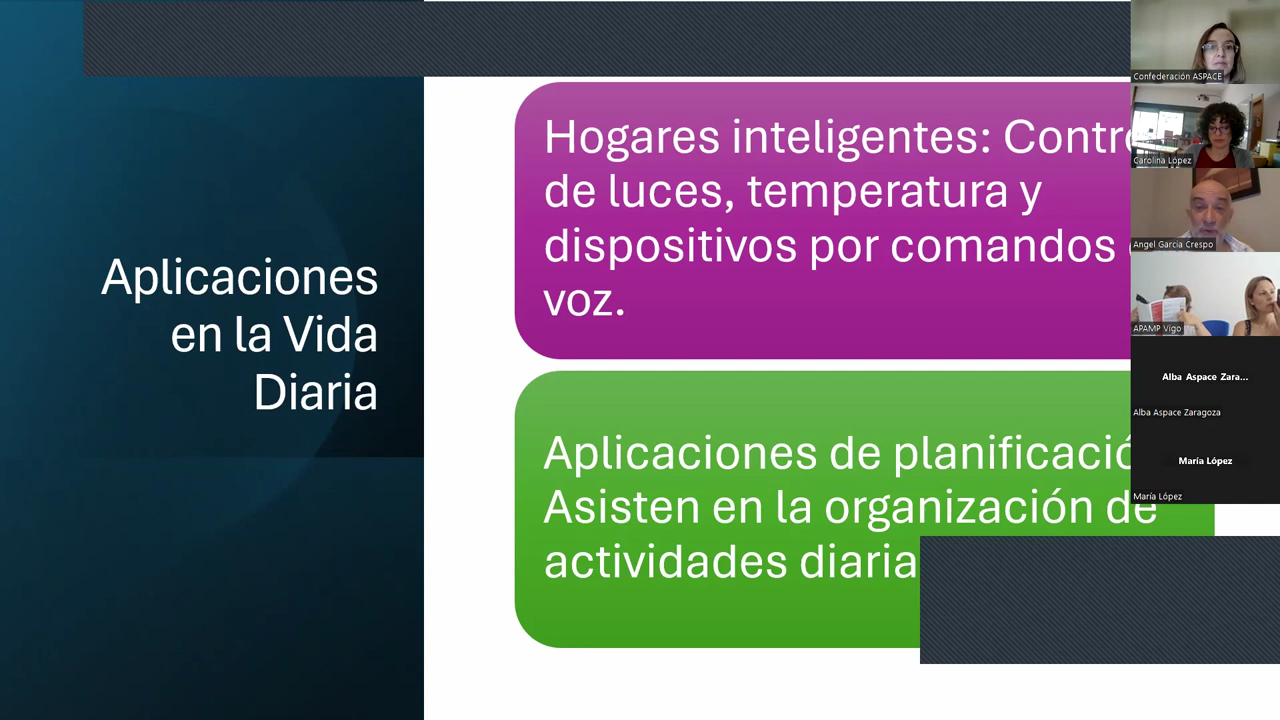 Aplicaciones
en la Vida
Diaria
Hogares inteligentes: Contro
de luces, temperatura y
dispositivos por comandos
voz.
Aplicaciones de planificació
Asisten en la organización de
actividades diaria
Confederación ASPACE
Carolina López
Angel García Crespo
APAMP Vigo
Alba Aspace Zara...
Alba Aspace Zaragoza
María López
María López